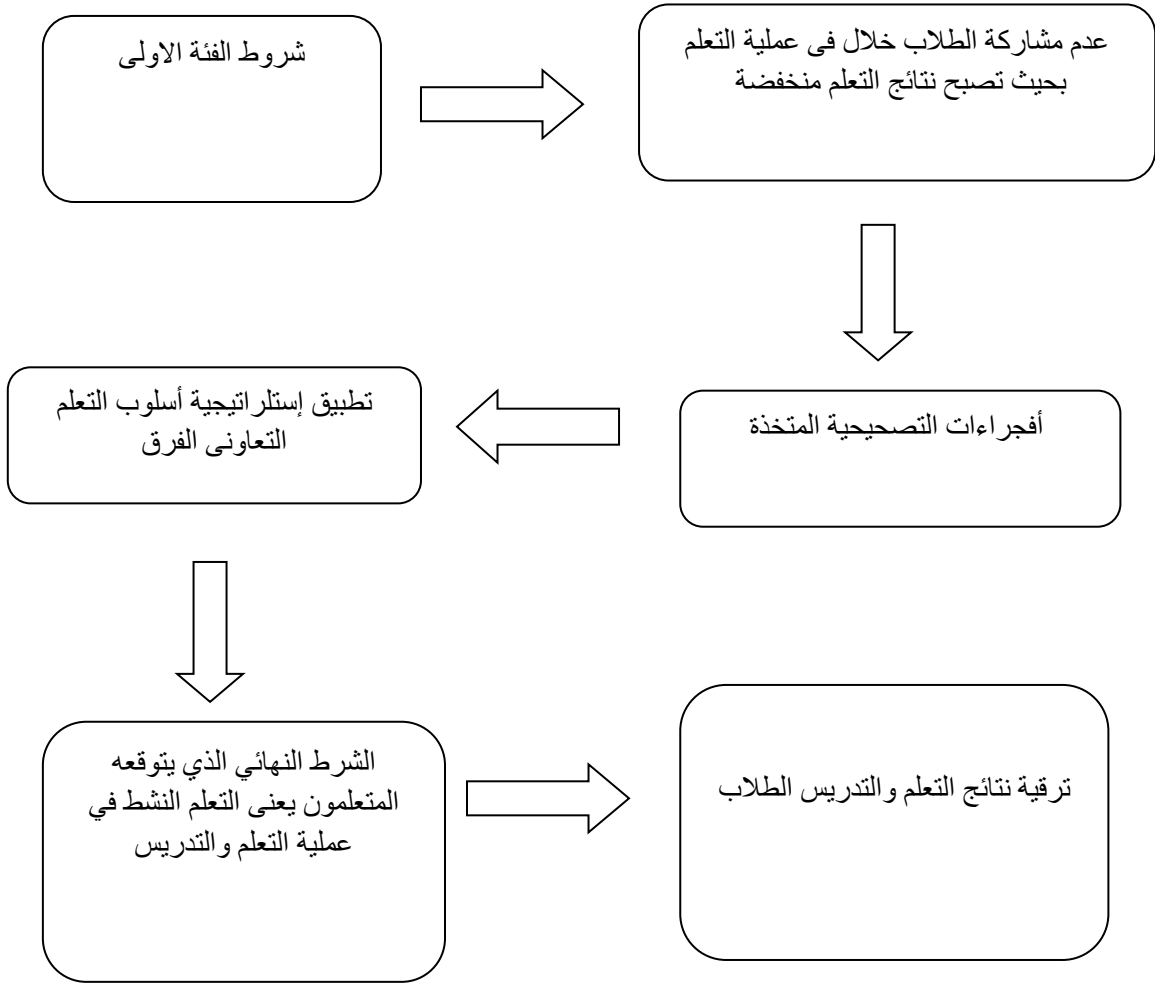 شروط الفئة الاولى
عدم مشاركة الطلاب خلال فى عملية التعلم
بحيث تصبح نتائج التعلم منخفضة
أفجراءات التصحيحية المتخذة
تطبيق إستلراتيجية أسلوب التعلم
التعاونى الفرق
الشرط النهائي الذي يتوقعه
المتعلمون يعنى التعلم النشط في
عملية التعلم والتدريس
ترقية نتائج التعلم والتدريس الطلاب